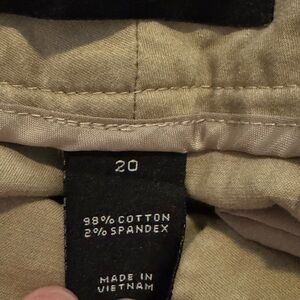 20
98% COTTON
2% SPANDEX
MADE IN
VIETNAM